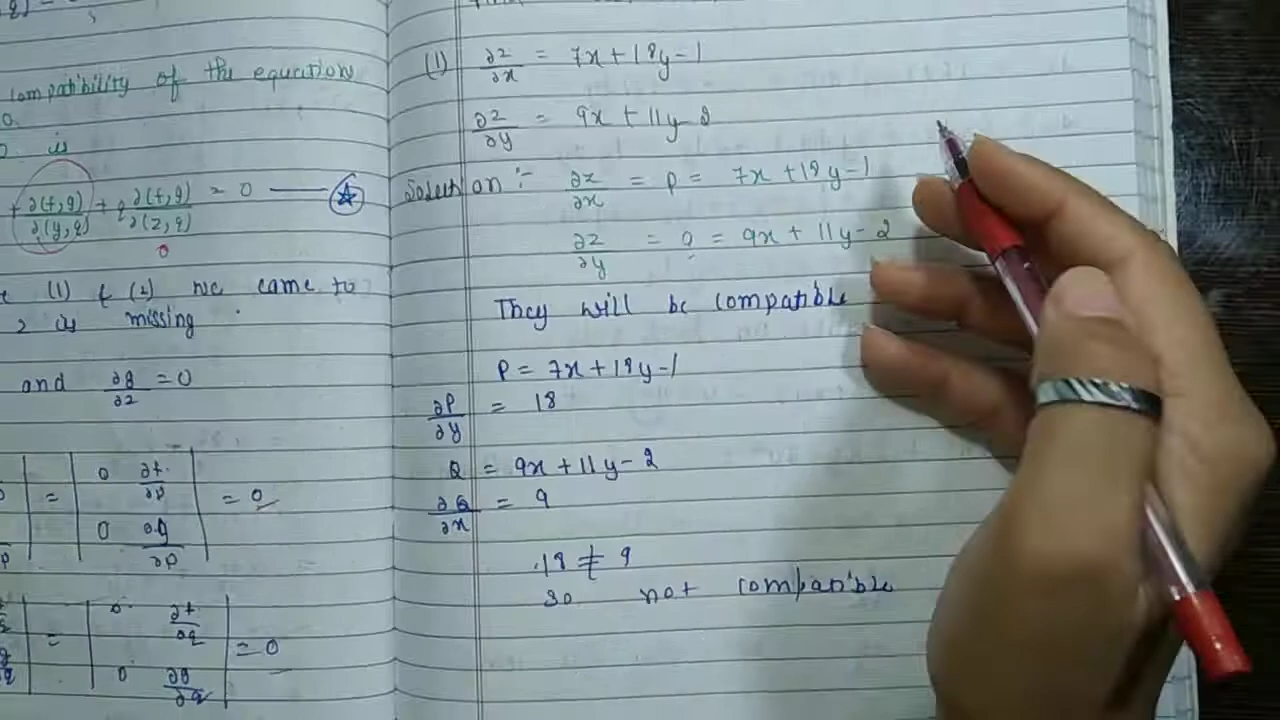 compatibility of the equation
is
∂(f,g)/∂(y,q) + q ∂(f,g)/∂(z,q) = 0 —
0
(1) & (2) we came to
z is missing.
and ∂g/∂z = 0
= | 0 ∂f/∂p | = 0
0 ∂g/∂p
= | 0 ∂f/∂q | = 0
0 ∂g/∂q
(1) ∂z/∂x = 7x + 18y - 1
∂z/∂y = 9x + 11y - 2
Solution :- ∂z/∂x = P = 7x + 18y - 1
∂z/∂y = Q = 9x + 11y - 2
They will be compatible
P = 7x + 18y - 1
∂P/∂y = 18
Q = 9x + 11y - 2
∂Q/∂x = 9
18 ≠ 9
so not compatible